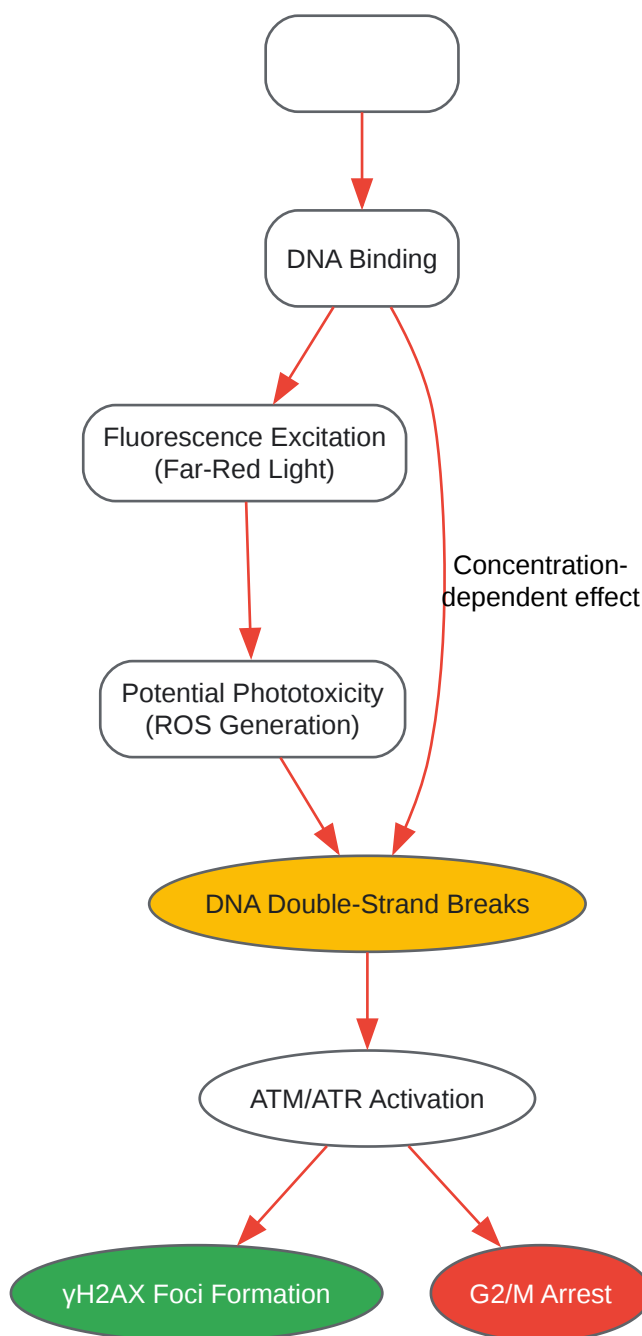 DNA Binding
Fluorescence Excitation
(Far-Red Light)
Concentration-
dependent effect
Potential Phototoxicity
(ROS Generation)
DNA Double-Strand Breaks
ATM/ATR Activation
γH2AX Foci Formation
G2/M Arrest